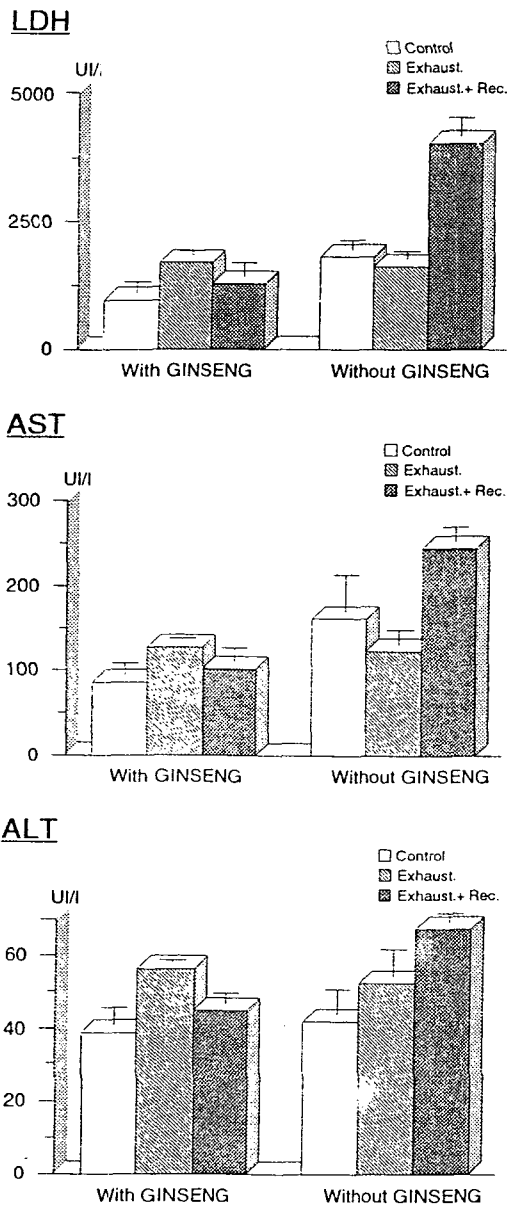 LDH
Control
Exhaust.
Exhaust.+ Rec.
UI/l
5000
2500
0
With GINSENG
Without GINSENG
AST
Control
Exhaust.
Exhaust.+ Rec.
UI/l
300
200
100
0
With GINSENG
Without GINSENG
ALT
Control
Exhaust.
Exhaust.+ Rec.
UI/l
60
40
20
0
With GINSENG
Without GINSENG